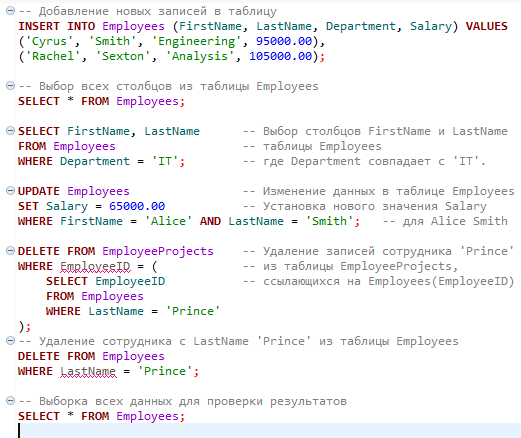 -- Добавление новых записей в таблицу
INSERT INTO Employees (FirstName, LastName, Department, Salary) VALUES
('Cyrus', 'Smith', 'Engineering', 95000.00),
('Rachel', 'Sexton', 'Analysis', 105000.00);
-- Выбор всех столбцов из таблицы Employees
SELECT * FROM Employees;
SELECT FirstName, LastName -- Выбор столбцов FirstName и LastName
FROM Employees -- таблицы Employees
WHERE Department = 'IT'; -- где Department совпадает с 'IT'.
UPDATE Employees -- Изменение данных в таблице Employees
SET Salary = 65000.00 -- Установка нового значения Salary
WHERE FirstName = 'Alice' AND LastName = 'Smith'; -- для Alice Smith
DELETE FROM EmployeeProjects -- Удаление записей сотрудника 'Prince'
WHERE EmployeeID = ( -- из таблицы EmployeeProjects,
SELECT EmployeeID -- ссылающихся на Employees(EmployeeID)
FROM Employees
WHERE LastName = 'Prince'
);
-- Удаление сотрудника с LastName 'Prince' из таблицы Employees
DELETE FROM Employees
WHERE LastName = 'Prince';
-- Выборка всех данных для проверки результатов
SELECT * FROM Employees;